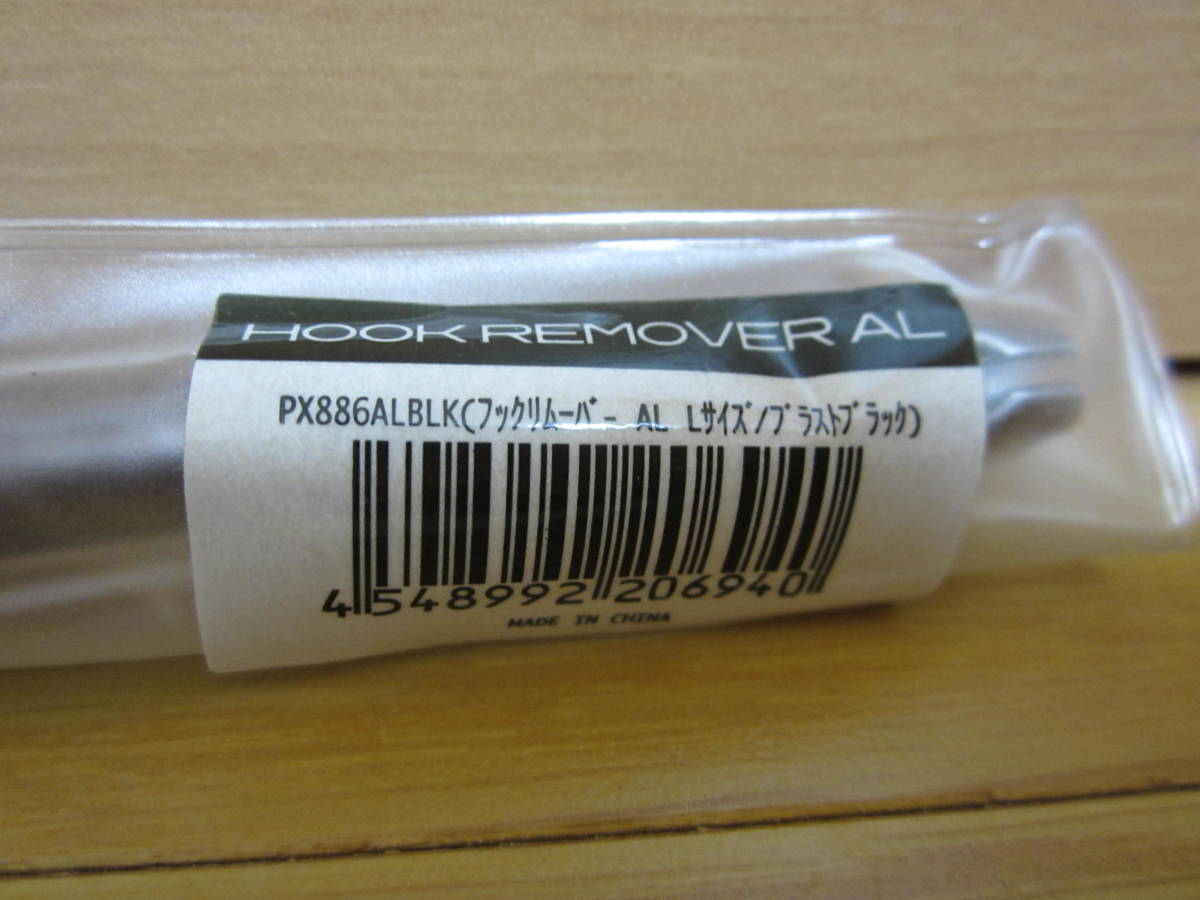 HOOK REMOVER AL
PX886ALBLK(ﾌｯｸﾘﾑｰﾊﾞｰ AL Lｻｲｽﾞ/ﾌﾞﾗｽﾄﾌﾞﾗｯｸ)
4548992206940
MADE IN CHINA